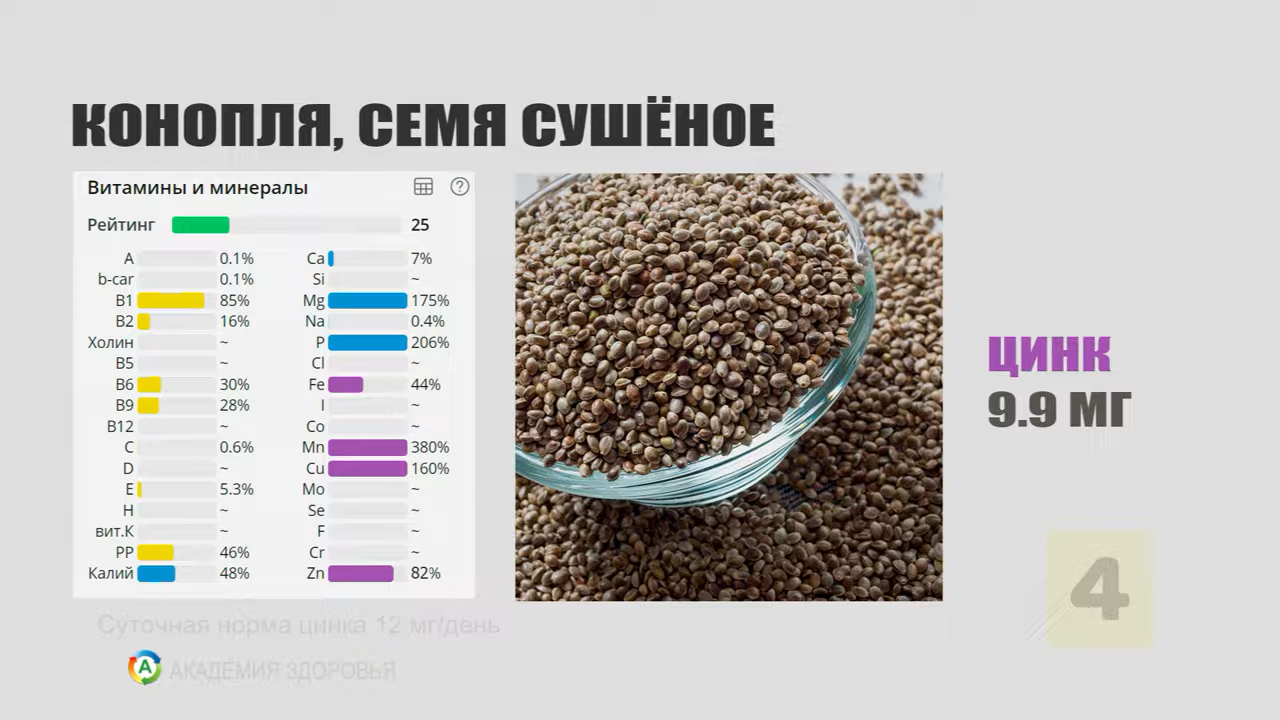 КОНОПЛЯ, СЕМЯ СУШЁНОЕ
Витамины и минералы
Рейтинг 25
A 0.1% Ca 7%
b-car 0.1% Si ~
B1 85% Mg 175%
B2 16% Na 0.4%
Холин ~ P 206%
B5 ~ Cl ~
B6 30% Fe 44%
B9 28% I ~
B12 ~ Co ~
C 0.6% Mn 380%
D ~ Cu 160%
E 5.3% Mo ~
H ~ Se ~
вит.К ~ F ~
PP 46% Cr ~
Калий 48% Zn 82%
ЦИНК
9.9 МГ
4
Суточная норма цинка 12 мг/день
А АКАДЕМИЯ ЗДОРОВЬЯ